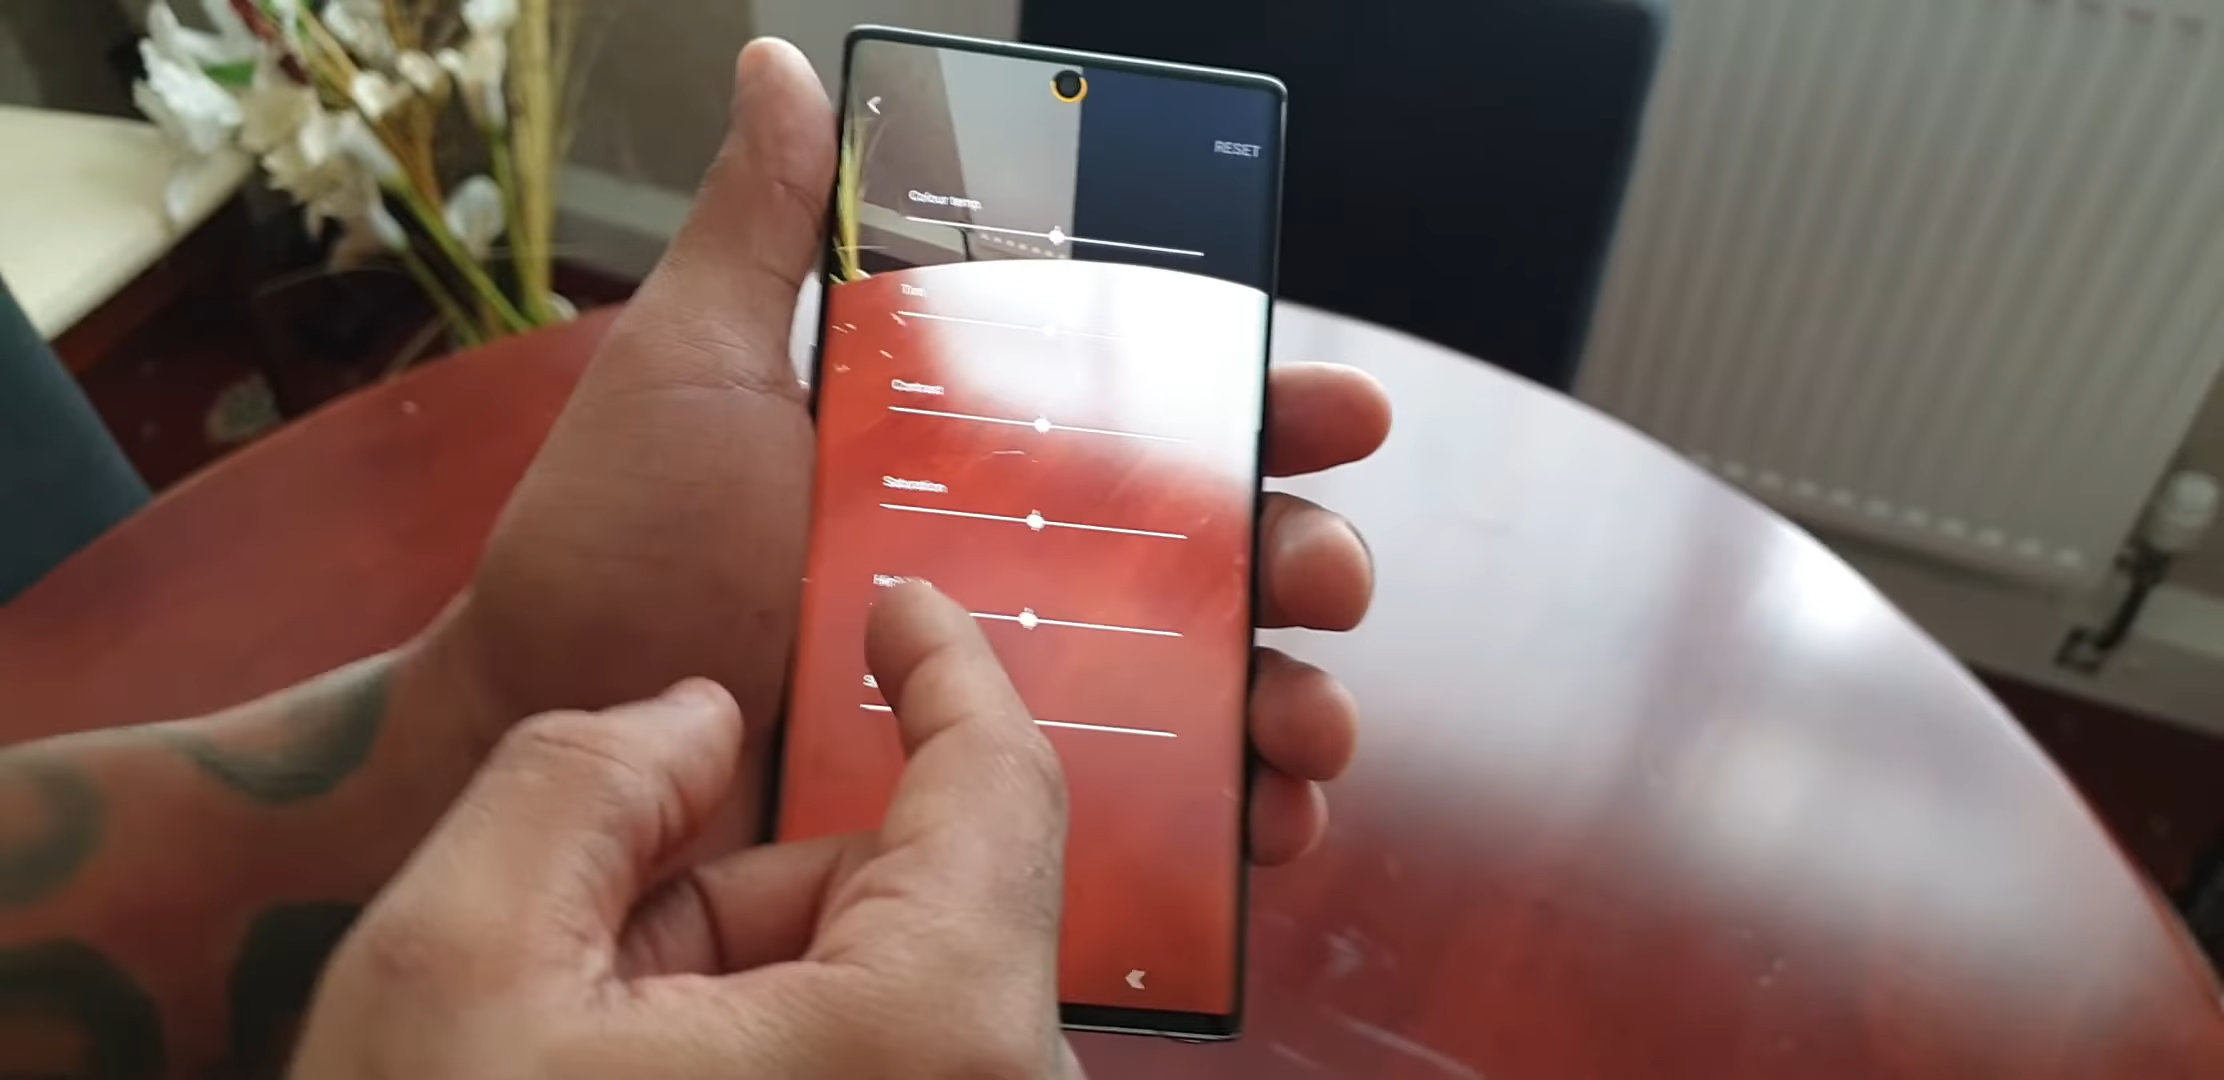 RESET
Colour temp.
Tint
Contrast
Saturation